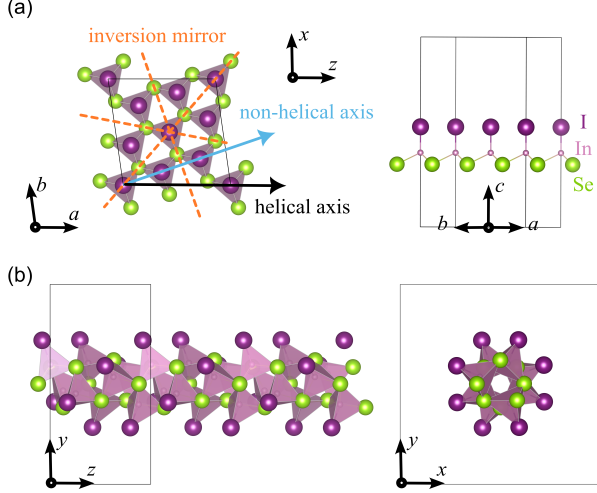 (a)
inversion mirror
x
z
non-helical axis
helical axis
b
a
I
In
Se
c
b
a
(b)
y
z
y
x